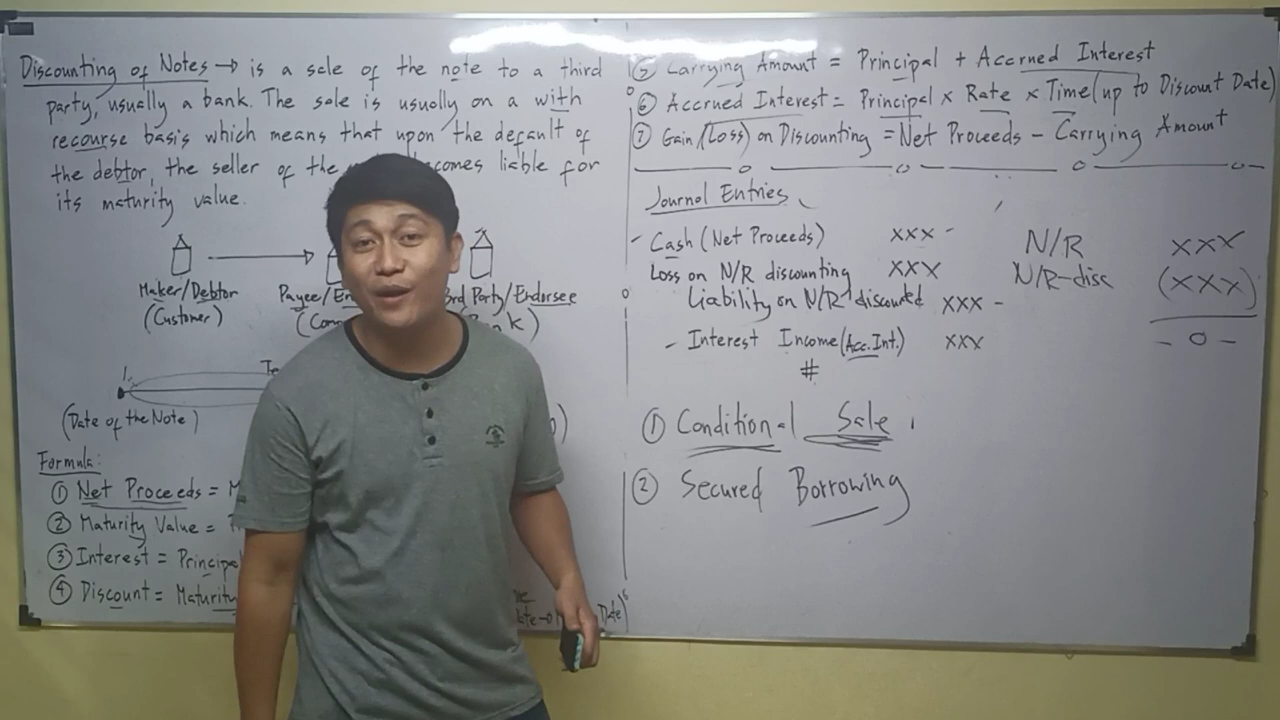 Discounting of Notes → is a sale of the note to a third
party, usually a bank. The sale is usually on a with
recourse basis which means that upon the default of
the debtor, the seller of the comes liable for
its maturity value.
Maker/Debtor
(Customer)
Payee/En
3rd Party/Endorsee
(Date of the Note)
Formula:
① Net Proceeds = M
② Maturity Value =
③ Interest = Principa
④ Discount = Maturity
Date)
⑤ Carrying Amount = Principal + Accrued Interest
⑥ Accrued Interest = Principal x Rate x Time (up to Discount Date)
⑦ Gain (Loss) on Discounting = Net Proceeds - Carrying Amount
Journal Entries
Cash (Net Proceeds) xxx
Loss on N/R discounting xxx
Liability on N/R discounted xxx
Interest Income (Acc. Int.) xxx
#
N/R xxx
N/R-disc (xxx)
- 0 -
① Conditional Sale
② Secured Borrowing